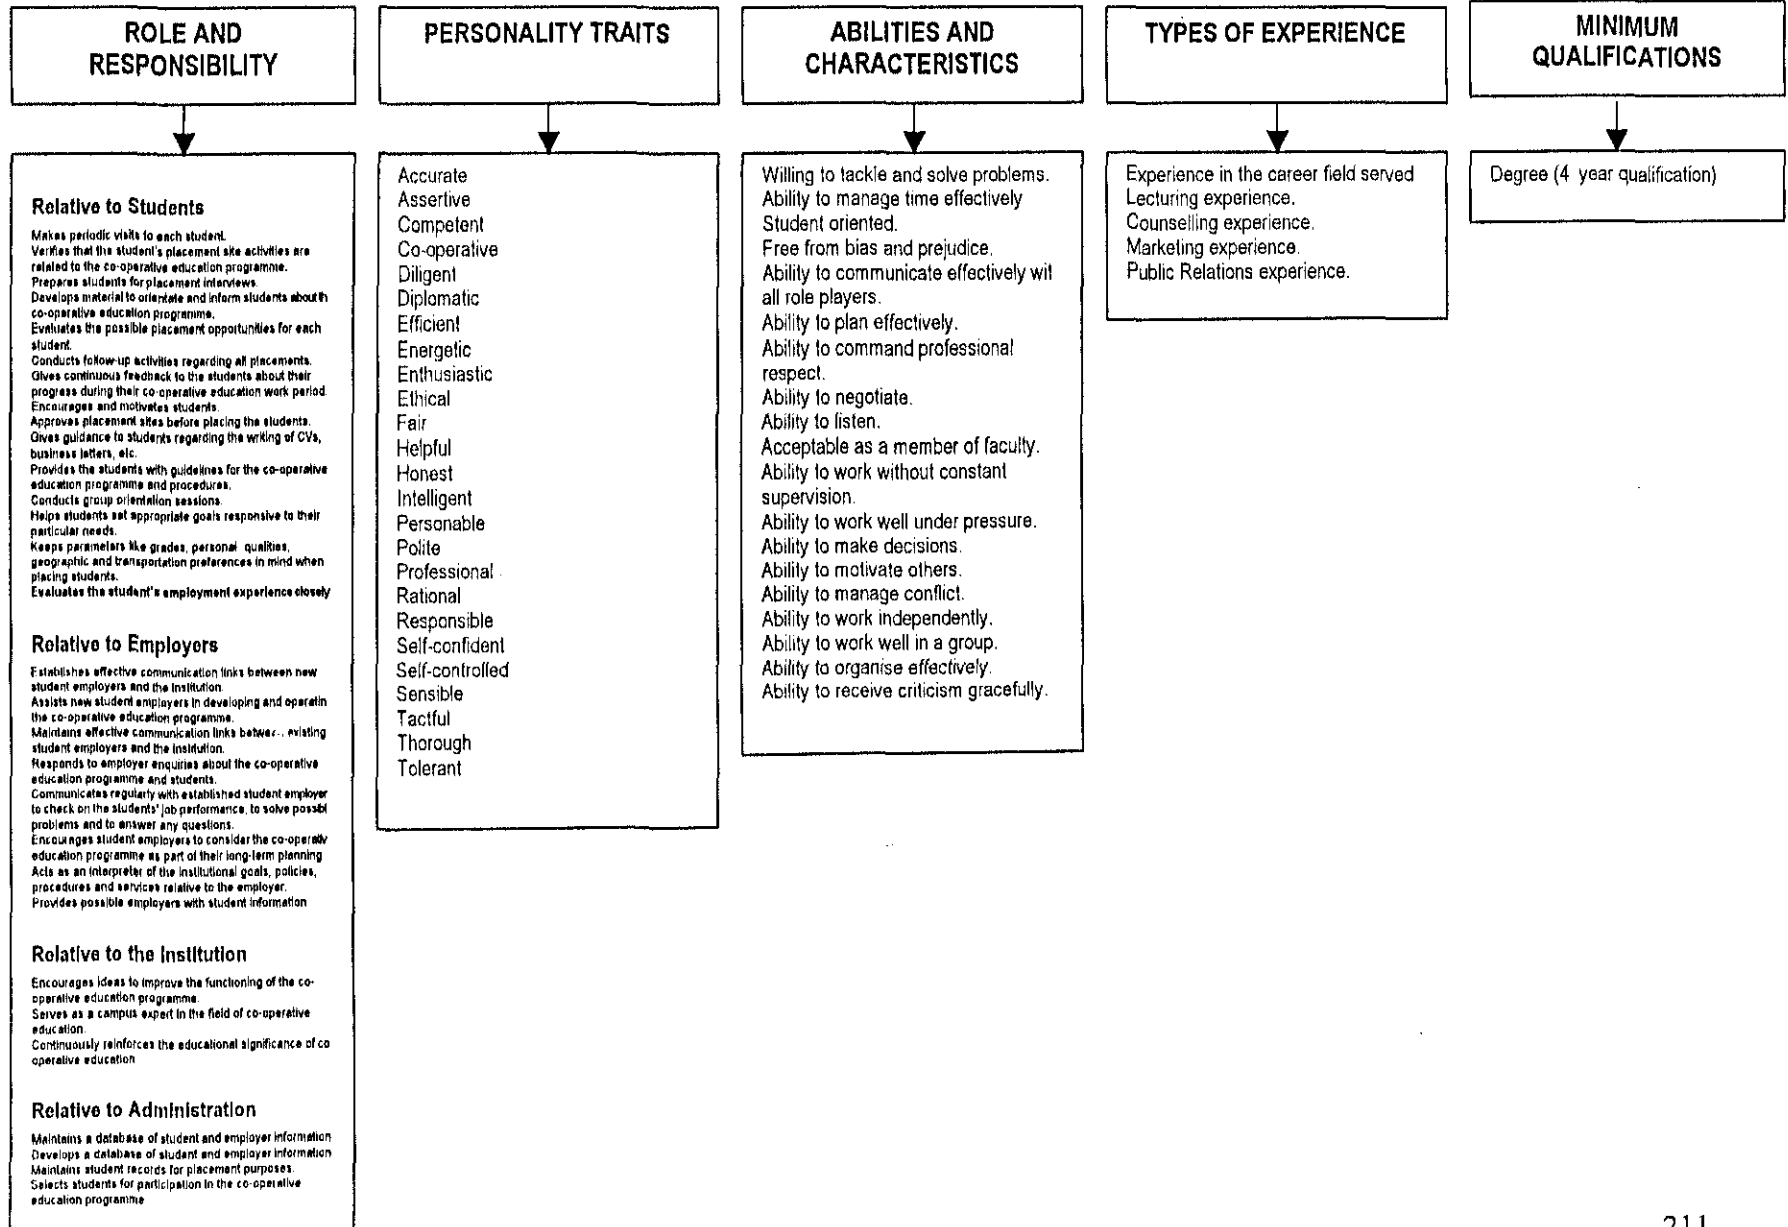 ROLE AND
RESPONSIBILITY
Relative to Students
Makes periodic visits to each student.
Verifies that the student's placement site activities are
related to the co-operative education programme.
Prepares students for placement interviews.
Develops material to orientate and inform students about th
co-operative education programme.
Evaluates the possible placement opportunities for each
student.
Conducts follow-up activities regarding all placements.
Gives continuous feedback to the students about their
progress during their co-operative education work period
Encourages and motivates students.
Approves placement sites before placing the students.
Gives guidance to students regarding the writing of CVs,
business letters, etc.
Provides the students with guidelines for the co-operative
education programme and procedures.
Conducts group orientation sessions.
Helps students set appropriate goals responsive to their
particular needs.
Keeps parameters like grades, personal qualities,
geographic and transportation preferences in mind when
placing students.
Evaluates the student's employment experience closely
Relative to Employers
Establishes effective communication links between new
student employers and the institution.
Assists new student employers in developing and operatin
the co-operative education programme.
Maintains effective communication links betwe existing
student employers and the institution.
Responds to employer enquiries about the co-operative
education programme and students.
Communicates regularly with established student employer
to check on the students' job performance, to solve possibl
problems and to answer any questions.
Encourages student employers to consider the co-operativ
education programme as part of their long-term planning
Acts as an interpreter of the institutional goals, policies,
procedures and services relative to the employer.
Provides possible employers with student information
Relative to the Institution
Encourages ideas to improve the functioning of the co-
operative education programme.
Serves as a campus expert in the field of co-operative
education.
Continuously reinforces the educational significance of co
operative education
Relative to Administration
Maintains a database of student and employer information
Develops a database of student and employer information
Maintains student records for placement purposes.
Selects students for participation in the co-operative
education programme
PERSONALITY TRAITS
Accurate
Assertive
Competent
Co-operative
Diligent
Diplomatic
Efficient
Energetic
Enthusiastic
Ethical
Fair
Helpful
Honest
Intelligent
Personable
Polite
Professional
Rational
Responsible
Self-confident
Self-controlled
Sensible
Tactful
Thorough
Tolerant
ABILITIES AND
CHARACTERISTICS
Willing to tackle and solve problems.
Ability to manage time effectively
Student oriented.
Free from bias and prejudice.
Ability to communicate effectively wit
all role players.
Ability to plan effectively.
Ability to command professional
respect.
Ability to negotiate.
Ability to listen.
Acceptable as a member of faculty.
Ability to work without constant
supervision.
Ability to work well under pressure.
Ability to make decisions.
Ability to motivate others.
Ability to manage conflict.
Ability to work independently.
Ability to work well in a group.
Ability to organise effectively.
Ability to receive criticism gracefully.
TYPES OF EXPERIENCE
Experience in the career field served
Lecturing experience.
Counselling experience.
Marketing experience.
Public Relations experience.
MINIMUM
QUALIFICATIONS
Degree (4 year qualification)
211